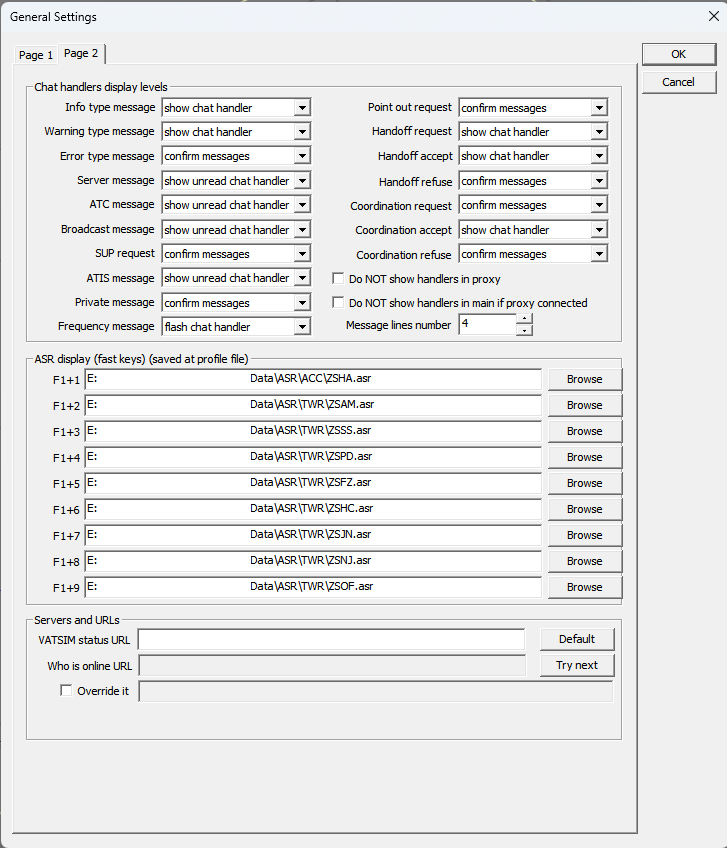 General Settings
Page 1 Page 2
OK
Cancel
Chat handlers display levels
Info type message show chat handler Point out request confirm messages
Warning type message show chat handler Handoff request show chat handler
Error type message confirm messages Handoff accept show chat handler
Server message show unread chat handler Handoff refuse confirm messages
ATC message show unread chat handler Coordination request confirm messages
Broadcast message show unread chat handler Coordination accept show chat handler
SUP request confirm messages Coordination refuse confirm messages
ATIS message show unread chat handler Do NOT show handlers in proxy
Private message confirm messages Do NOT show handlers in main if proxy connected
Frequency message flash chat handler Message lines number 4
ASR display (fast keys) (saved at profile file)
F1+1 E: Data\ASR\ACC\ZSHA.asr Browse
F1+2 E: Data\ASR\TWR\ZSAM.asr Browse
F1+3 E: Data\ASR\TWR\ZSSS.asr Browse
F1+4 E: Data\ASR\TWR\ZSPD.asr Browse
F1+5 E: Data\ASR\TWR\ZSFZ.asr Browse
F1+6 E: Data\ASR\TWR\ZSHC.asr Browse
F1+7 E: Data\ASR\TWR\ZSJN.asr Browse
F1+8 E: Data\ASR\TWR\ZSNJ.asr Browse
F1+9 E: Data\ASR\TWR\ZSOF.asr Browse
Servers and URLs
VATSIM status URL Default
Who is online URL Try next
Override it